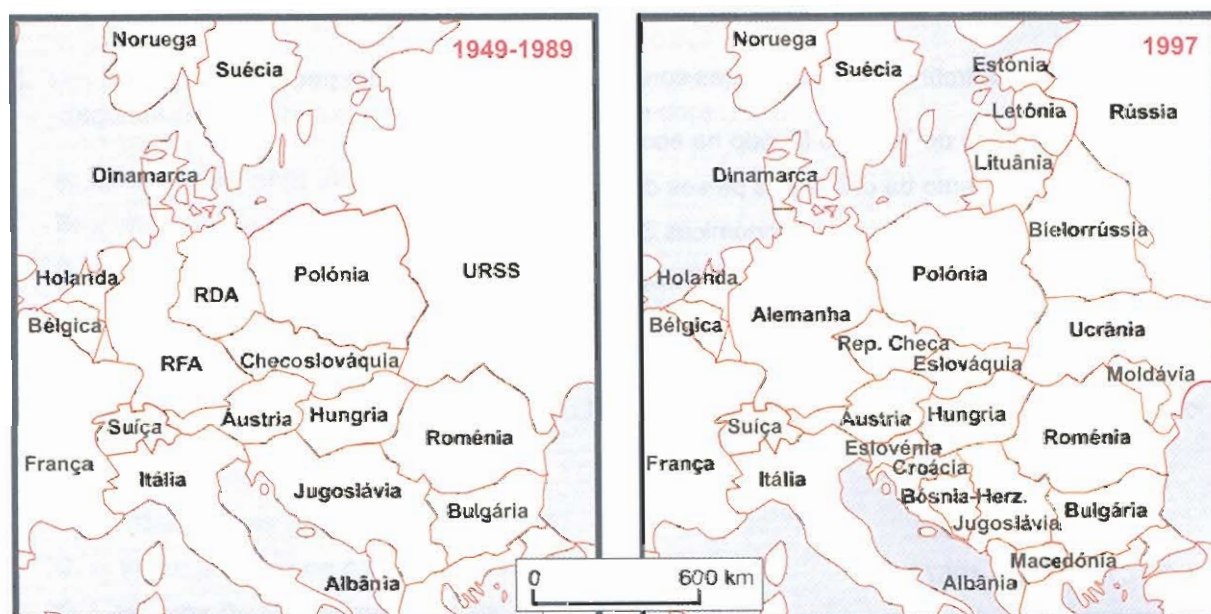 1949-1989
Noruega
Suécia
Dinamarca
Holanda
Bélgica
RDA
Polónia
URSS
RFA
Checoslováquia
Suíça
Áustria
Hungria
Roménia
França
Itália
Jugoslávia
Bulgária
Albânia
1997
Noruega
Suécia
Estónia
Letónia
Rússia
Lituânia
Dinamarca
Bielorrússia
Holanda
Bélgica
Alemanha
Polónia
Ucrânia
Rep. Checa
Eslováquia
Moldávia
Suíça
Áustria
Hungria
Roménia
Eslovénia
Croácia
França
Itália
Bósnia-Herz.
Jugoslávia
Bulgária
Macedónia
Albânia
0 600 km